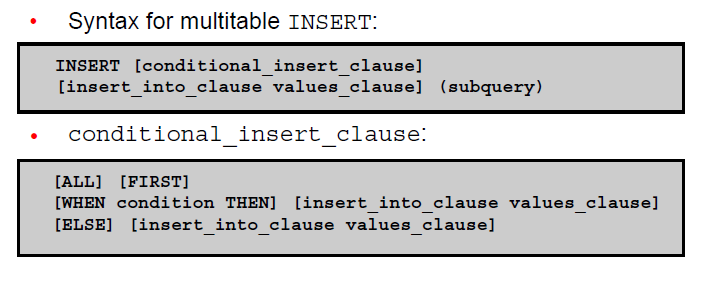 • Syntax for multitable INSERT:
INSERT [conditional_insert_clause]
[insert_into_clause values_clause] (subquery)
• conditional_insert_clause:
[ALL] [FIRST]
[WHEN condition THEN] [insert_into_clause values_clause]
[ELSE] [insert_into_clause values_clause]